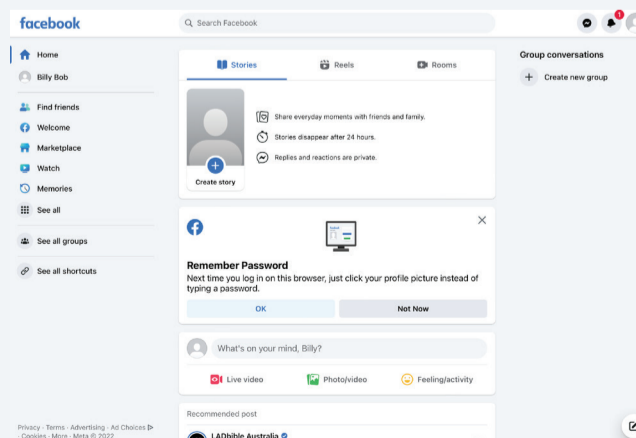 facebook
Search Facebook
1
Home
Billy Bob
Find friends
Welcome
Marketplace
Watch
Memories
See all
See all groups
See all shortcuts
Privacy · Terms · Advertising · Ad Choices
· Cookies · More · Meta © 2022
Stories
Reels
Rooms
Create story
Share everyday moments with friends and family.
Stories disappear after 24 hours.
Replies and reactions are private.
Remember Password
Next time you log in on this browser, just click your profile picture instead of
typing a password.
OK
Not Now
What's on your mind, Billy?
Live video
Photo/video
Feeling/activity
Recommended post
LADbible Australia
Group conversations
Create new group